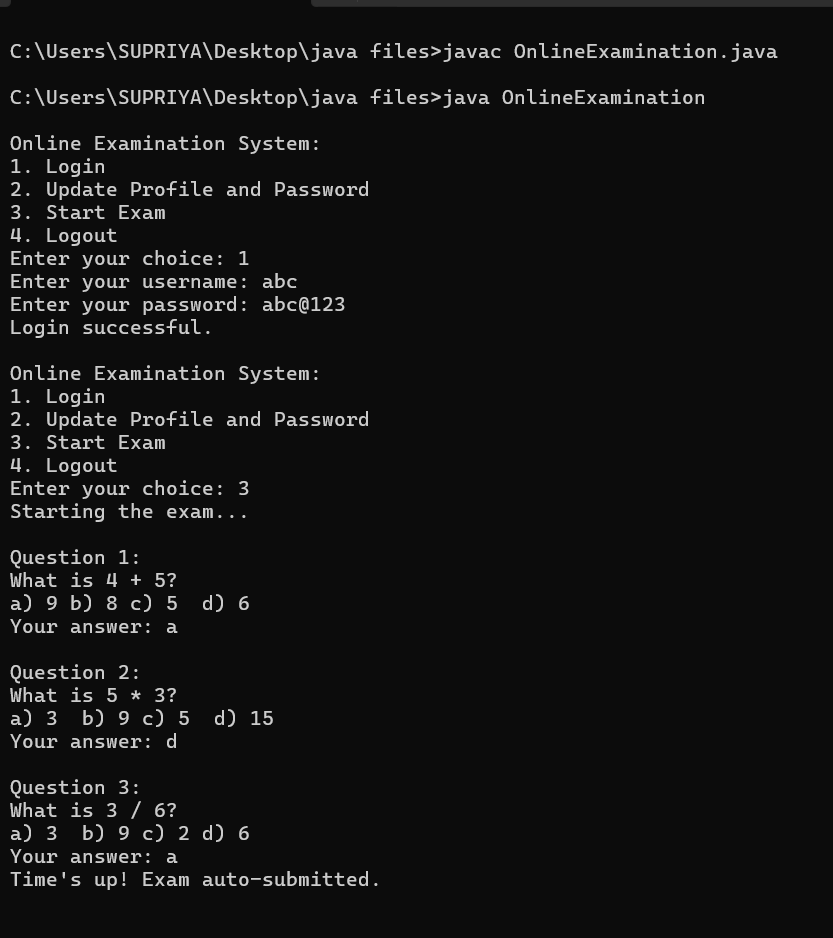 C:\Users\SUPRIYA\Desktop\java files>javac OnlineExamination.java
C:\Users\SUPRIYA\Desktop\java files>java OnlineExamination
Online Examination System:
1. Login
2. Update Profile and Password
3. Start Exam
4. Logout
Enter your choice: 1
Enter your username: abc
Enter your password: abc@123
Login successful.
Online Examination System:
1. Login
2. Update Profile and Password
3. Start Exam
4. Logout
Enter your choice: 3
Starting the exam...
Question 1:
What is 4 + 5?
a) 9 b) 8 c) 5  d) 6
Your answer: a
Question 2:
What is 5 * 3?
a) 3  b) 9 c) 5  d) 15
Your answer: d
Question 3:
What is 3 / 6?
a) 3  b) 9 c) 2 d) 6
Your answer: a
Time's up! Exam auto-submitted.